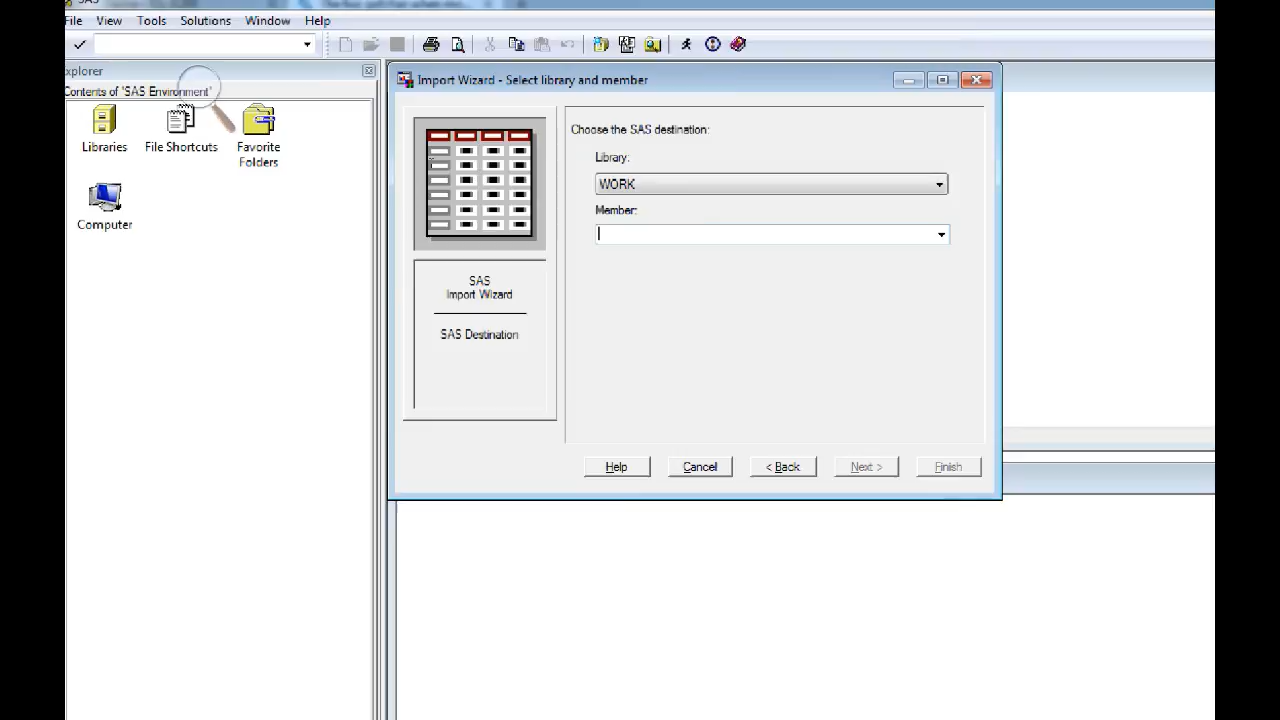 SAS
File View Tools Solutions Window Help
xplorer
Contents of 'SAS Environment'
Libraries
File Shortcuts
Favorite
Folders
Computer
Import Wizard - Select library and member
SAS
Import Wizard
SAS Destination
Choose the SAS destination:
Library:
WORK
Member:
Help
Cancel
< Back
Next >
Finish